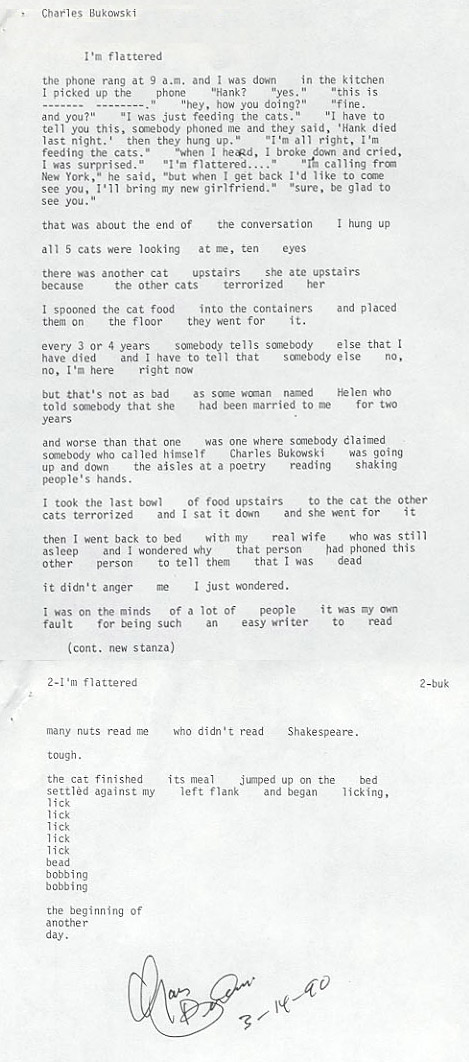 Charles Bukowski
I'm flattered
the phone rang at 9 a.m. and I was down in the kitchen
I picked up the phone "Hank? "yes." "this is
------- --------." "hey, how you doing?" "fine.
and you?" "I was just feeding the cats." "I have to
tell you this, somebody phoned me and they said, 'Hank died
last night.' then they hung up." "I'm all right, I'm
feeding the cats." "when I heard, I broke down and cried,
I was surprised." "I'm flattered...." "Im calling from
New York," he said, "but when I get back I'd like to come
see you, I'll bring my new girlfriend." "sure, be glad to
see you."
that was about the end of the conversation I hung up
all 5 cats were looking at me, ten eyes
there was another cat upstairs she ate upstairs
because the other cats terrorized her
I spooned the cat food into the containers and placed
them on the floor they went for it.
every 3 or 4 years somebody tells somebody else that I
have died and I have to tell that somebody else no,
no, I'm here right now
but that's not as bad as some woman named Helen who
told somebody that she had been married to me for two
years
and worse than that one was one where somebody claimed
somebody who called himself Charles Bukowski was going
up and down the aisles at a poetry reading shaking
people's hands.
I took the last bowl of food upstairs to the cat the other
cats terrorized and I sat it down and she went for it
then I went back to bed with my real wife who was still
asleep and I wondered why that person had phoned this
other person to tell them that I was dead
it didn't anger me I just wondered.
I was on the minds of a lot of people it was my own
fault for being such an easy writer to read
(cont. new stanza)
2-I'm flattered 2-buk
many nuts read me who didn't read Shakespeare.
tough.
the cat finished its meal jumped up on the bed
settled against my left flank and began licking,
lick
lick
lick
lick
lick
bead
bobbing
bobbing
the beginning of
another
day.
3-14-90